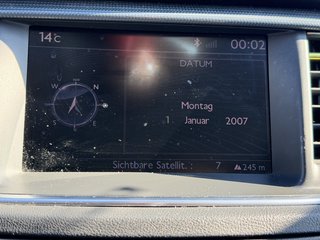 14°C 00:02
DATUM
N
W E
S
Montag
1 Januar 2007
Sichtbare Satellit. : 7 245 m